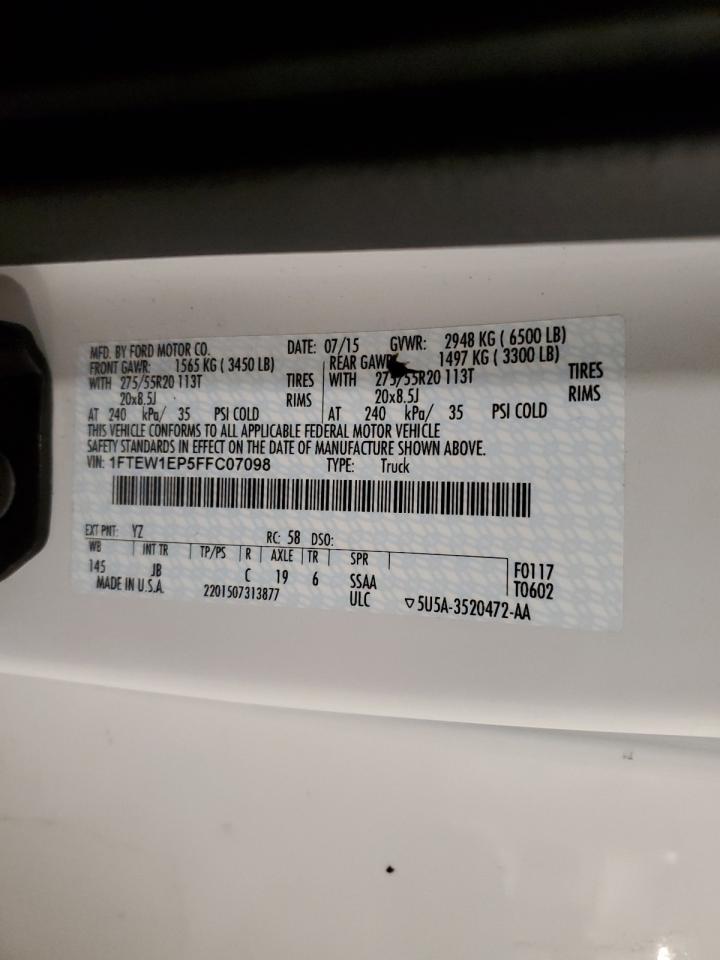 MFD. BY FORD MOTOR CO. DATE: 07/15 GVWR: 2948 KG ( 6500 LB)
FRONT GAWR: 1565 KG ( 3450 LB) REAR GAWR 1497 KG ( 3300 LB)
WITH 275/55R20 113T TIRES WITH 275/55R20 113T TIRES
20x8.5J RIMS 20x8.5J RIMS
AT 240 kPa/ 35 PSI COLD AT 240 kPa/ 35 PSI COLD
THIS VEHICLE CONFORMS TO ALL APPLICABLE FEDERAL MOTOR VEHICLE
SAFETY STANDARDS IN EFFECT ON THE DATE OF MANUFACTURE SHOWN ABOVE.
VIN: 1FTEW1EP5FFC07098 TYPE: Truck
EXT PNT: YZ RC: 58 DSO:
WB INT TR TP/PS R AXLE TR SPR
145 JB C 19 6 SSAA F0117
MADE IN U.S.A. 2201507313877 ULC T0602
▽5U5A-3520472-AA